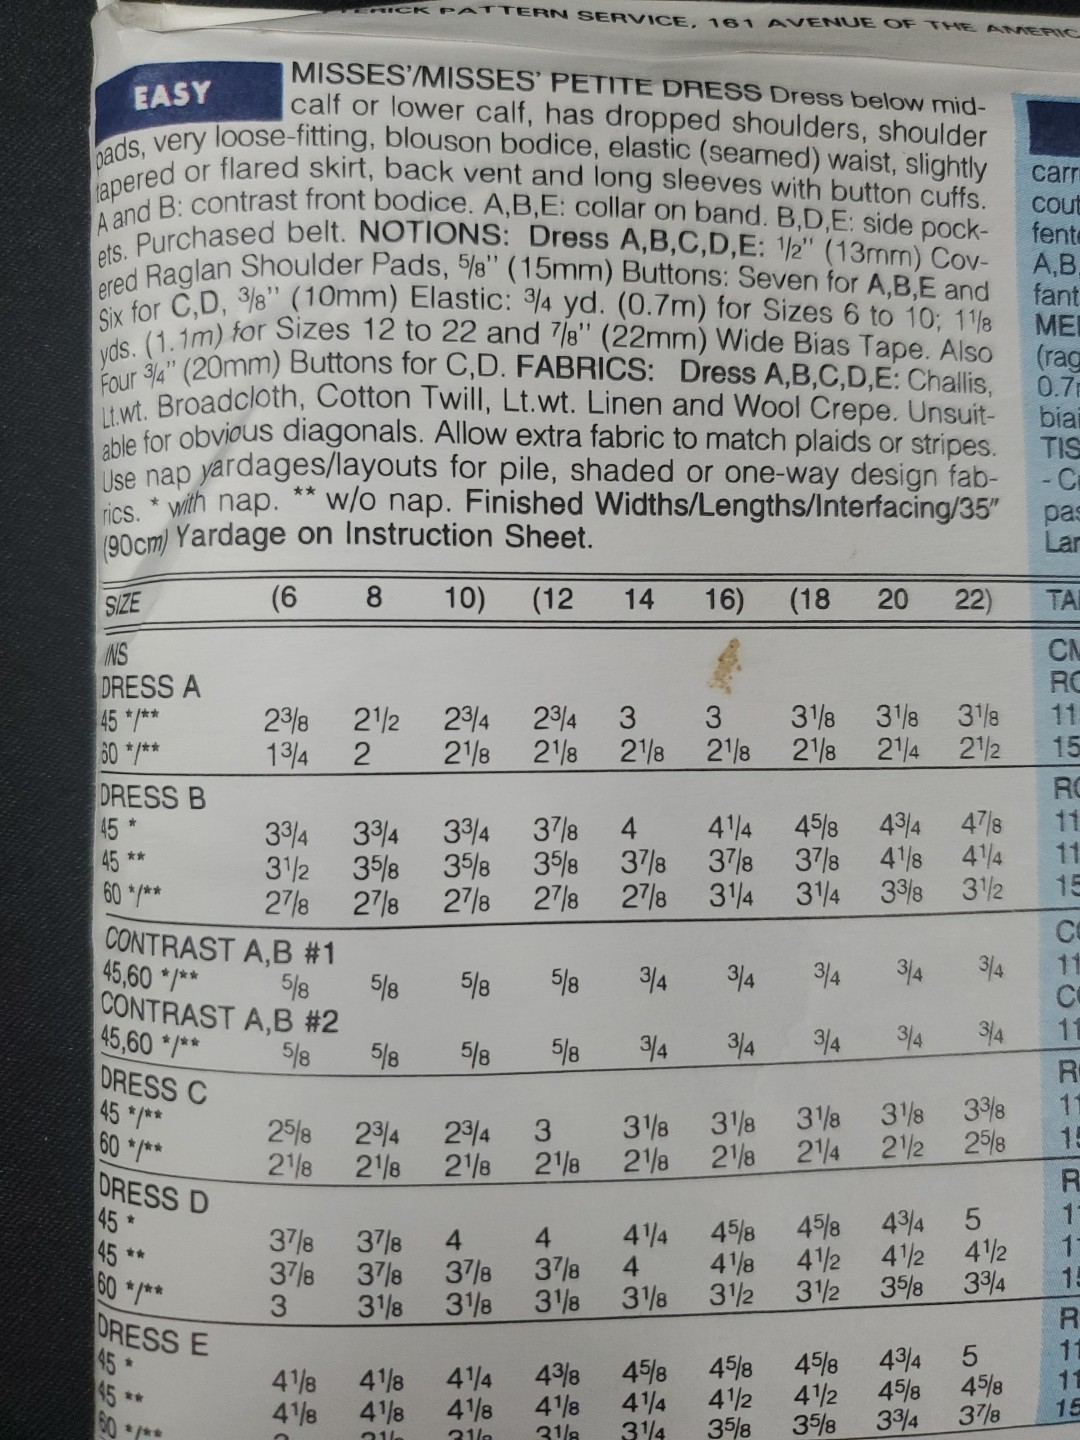 PATTERN SERVICE, 161 AVENUE OF THE
EASY
MISSES'/MISSES' PETITE DRESS Dress below mid-
calf or lower calf, has dropped shoulders, shoulder
pads, very loose-fitting, blouson bodice, elastic (seamed) waist, slightly
tapered or flared skirt, back vent and long sleeves with button cuffs.
A and B: contrast front bodice. A,B,E: collar on band. B,D,E: side pock-
ets. Purchased belt. NOTIONS: Dress A,B,C,D,E: 1/2" (13mm) Cov-
ered Raglan Shoulder Pads, 5/8" (15mm) Buttons: Seven for A,B,E and
Six for C,D, 3/8" (10mm) Elastic: 3/4 yd. (0.7m) for Sizes 6 to 10; 1 1/8
yds. (1.1m) for Sizes 12 to 22 and 7/8" (22mm) Wide Bias Tape. Also
Four 3/4" (20mm) Buttons for C,D. FABRICS: Dress A,B,C,D,E: Challis,
Lt.wt. Broadcloth, Cotton Twill, Lt.wt. Linen and Wool Crepe. Unsuit-
able for obvious diagonals. Allow extra fabric to match plaids or stripes.
Use nap yardages/layouts for pile, shaded or one-way design fab-
rics. * with nap. ** w/o nap. Finished Widths/Lengths/Interfacing/35"
(90cm) Yardage on Instruction Sheet.
SIZE (6 8 10) (12 14 16) (18 20 22)
INS
DRESS A
45 */** 2 3/8 2 1/2 2 3/4 2 3/4 3 3 3 1/8 3 1/8 3 1/8
60 */** 1 3/4 2 2 1/8 2 1/8 2 1/8 2 1/8 2 1/8 2 1/4 2 1/2
DRESS B
45 * 3 3/4 3 3/4 3 3/4 3 7/8 4 4 1/4 4 5/8 4 3/4 4 7/8
45 ** 3 1/2 3 5/8 3 5/8 3 5/8 3 7/8 3 7/8 3 7/8 4 1/8 4 1/4
60 */** 2 7/8 2 7/8 2 7/8 2 7/8 2 7/8 3 1/4 3 1/4 3 3/8 3 1/2
CONTRAST A,B #1
45,60 */** 5/8 5/8 5/8 5/8 3/4 3/4 3/4 3/4 3/4
CONTRAST A,B #2
45,60 */** 5/8 5/8 5/8 5/8 3/4 3/4 3/4 3/4 3/4
DRESS C
45 */** 2 5/8 2 3/4 2 3/4 3 3 1/8 3 1/8 3 1/8 3 1/8 3 3/8
60 */** 2 1/8 2 1/8 2 1/8 2 1/8 2 1/8 2 1/8 2 1/4 2 1/2 2 5/8
DRESS D
45 * 3 7/8 3 7/8 4 4 4 1/4 4 5/8 4 5/8 4 3/4 5
45 ** 3 7/8 3 7/8 3 7/8 3 7/8 4 4 1/8 4 1/2 4 1/2 4 1/2
60 */** 3 3 1/8 3 1/8 3 1/8 3 1/8 3 1/2 3 1/2 3 5/8 3 3/4
DRESS E
45 * 4 1/8 4 1/8 4 1/4 4 3/8 4 5/8 4 5/8 4 5/8 4 3/4 5
45 ** 4 1/8 4 1/8 4 1/8 4 1/8 4 1/4 4 1/2 4 1/2 4 5/8 4 5/8
60 */** 3 1/8 3 1/4 3 5/8 3 5/8 3 3/4 3 7/8